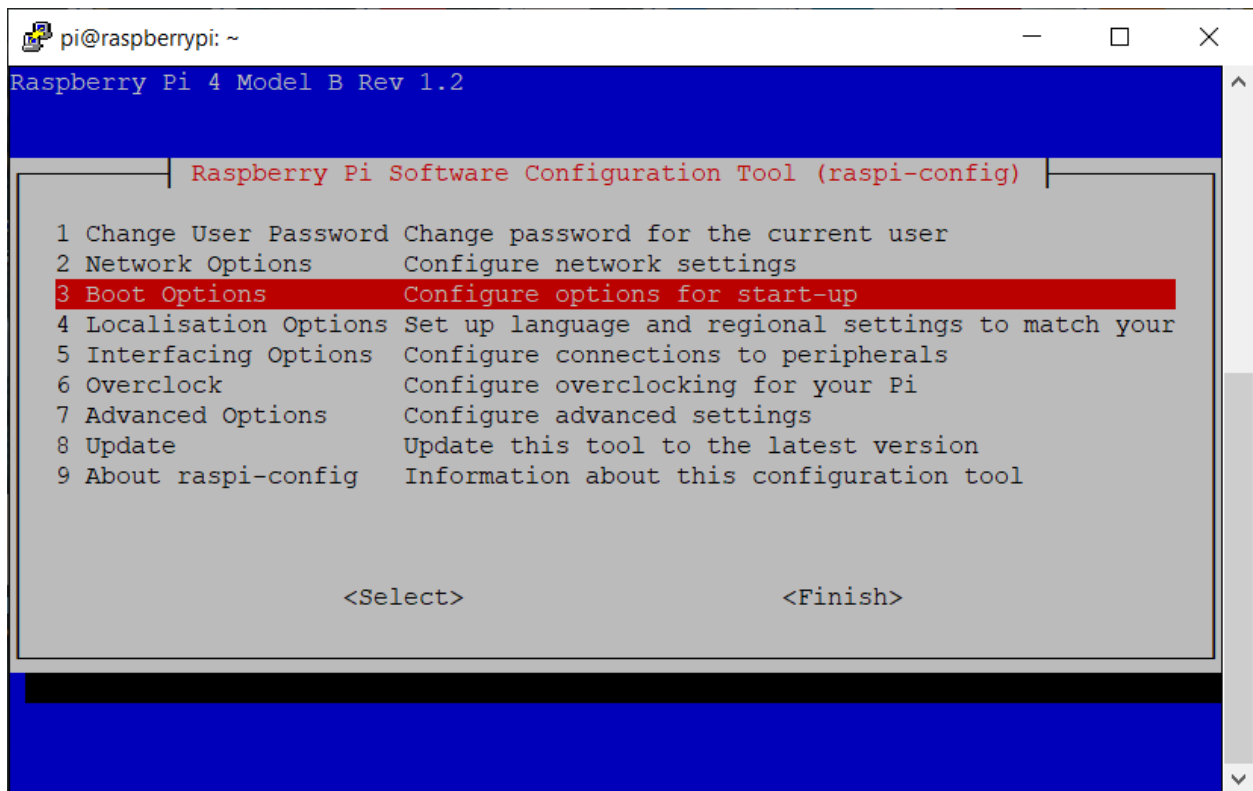 pi@raspberrypi: ~
Raspberry Pi 4 Model B Rev 1.2
Raspberry Pi Software Configuration Tool (raspi-config)
1 Change User Password Change password for the current user
2 Network Options Configure network settings
3 Boot Options Configure options for start-up
4 Localisation Options Set up language and regional settings to match your
5 Interfacing Options Configure connections to peripherals
6 Overclock Configure overclocking for your Pi
7 Advanced Options Configure advanced settings
8 Update Update this tool to the latest version
9 About raspi-config Information about this configuration tool
<Select> <Finish>